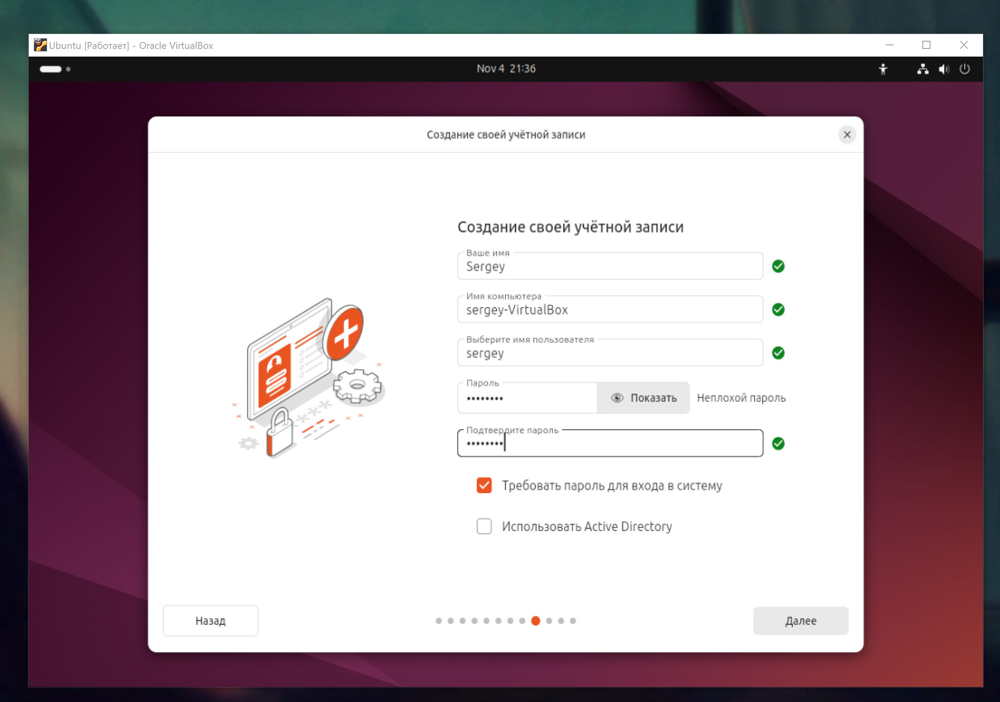 Ubuntu [Работает] - Oracle VirtualBox
Nov 4 21:36
Создание своей учётной записи
Создание своей учётной записи
Ваше имя
Sergey
Имя компьютера
sergey-VirtualBox
Выберите имя пользователя
sergey
Пароль
•••••••• Показать Неплохой пароль
Подтвердите пароль
••••••••
Требовать пароль для входа в систему
Использовать Active Directory
Назад Далее